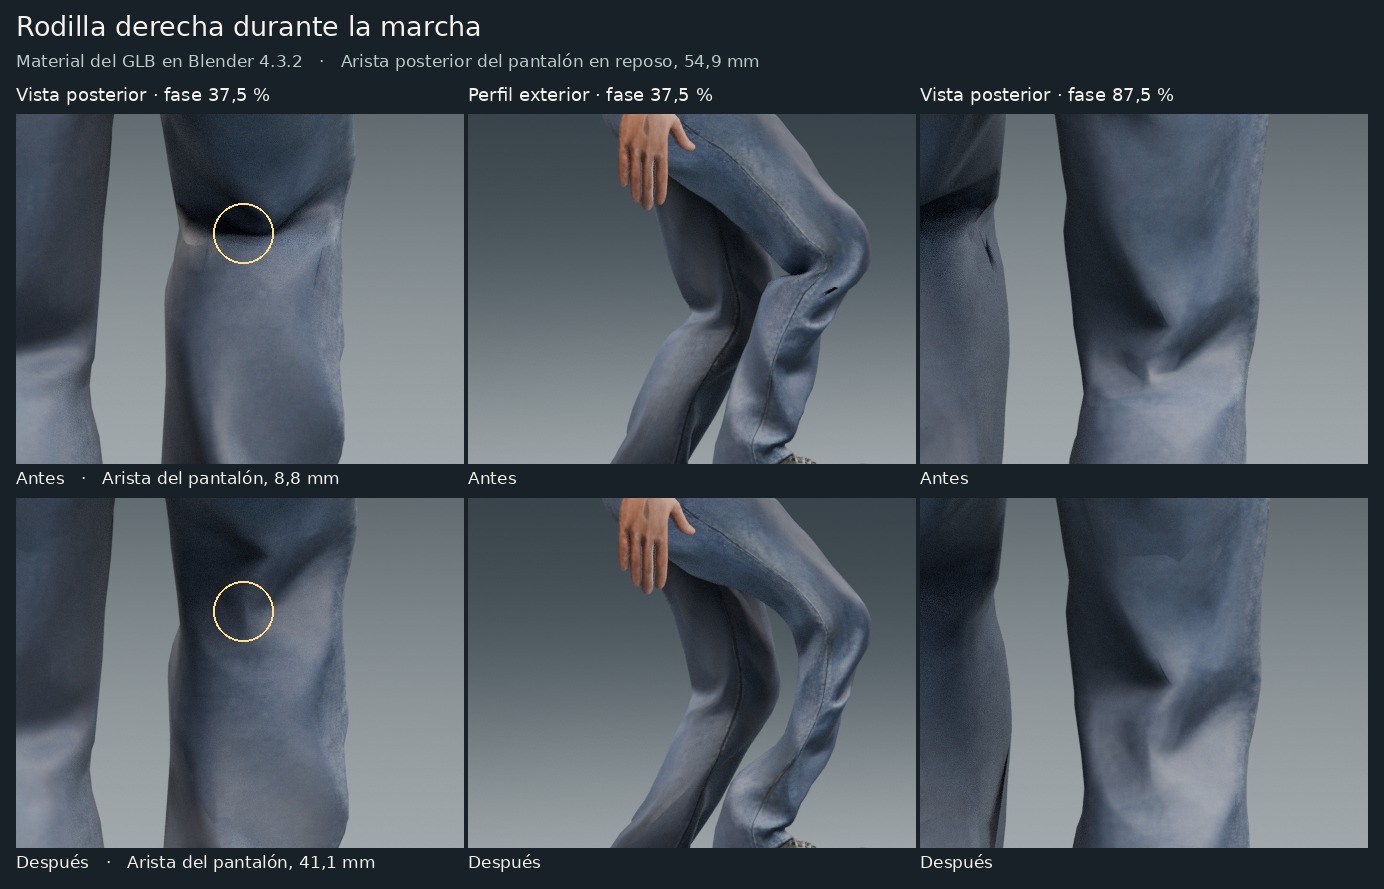 Rodilla derecha durante la marcha
Material del GLB en Blender 4.3.2 · Arista posterior del pantalón en reposo, 54,9 mm
Vista posterior · fase 37,5 %
Perfil exterior · fase 37,5 %
Vista posterior · fase 87,5 %
Antes · Arista del pantalón, 8,8 mm
Antes
Antes
Después · Arista del pantalón, 41,1 mm
Después
Después